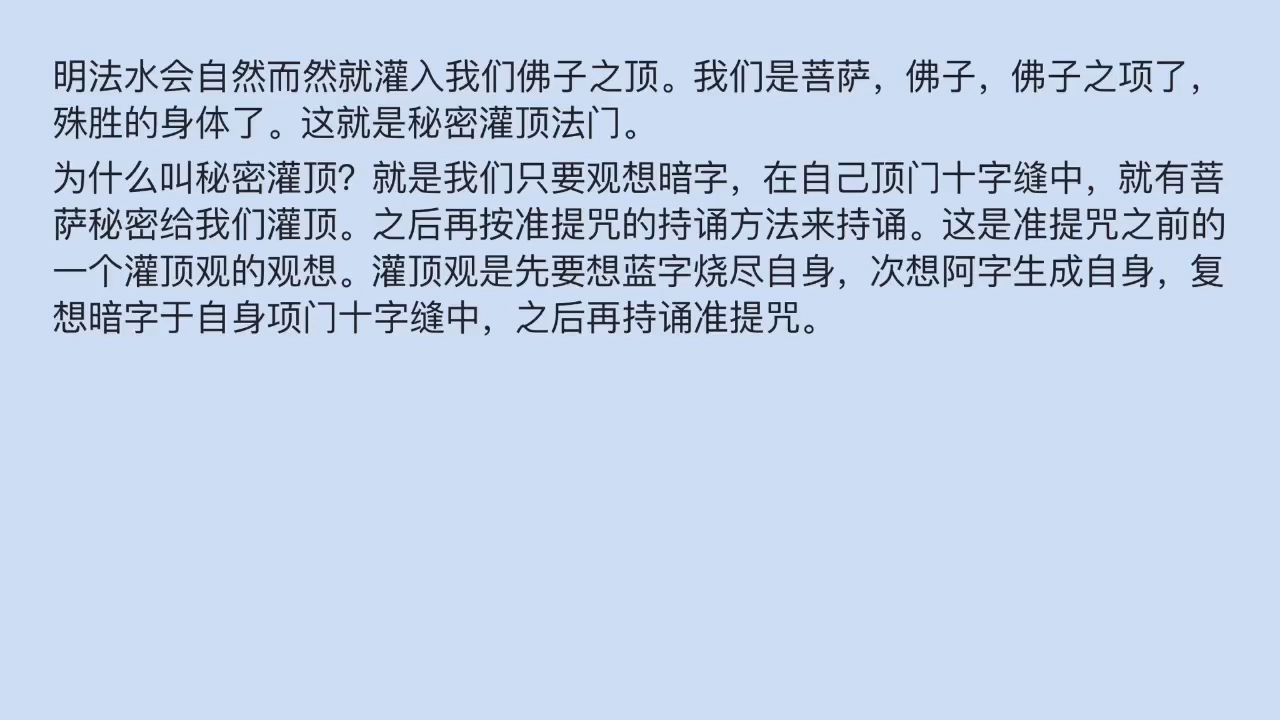 明法水会自然而然就灌入我们佛子之顶。我们是菩萨，佛子，佛子之项了，
殊胜的身体了。这就是秘密灌顶法门。
为什么叫秘密灌顶？就是我们只要观想暗字，在自己顶门十字缝中，就有菩
萨秘密给我们灌顶。之后再按准提咒的持诵方法来持诵。这是准提咒之前的
一个灌顶观的观想。灌顶观是先要想蓝字烧尽自身，次想阿字生成自身，复
想暗字于自身项门十字缝中，之后再持诵准提咒。